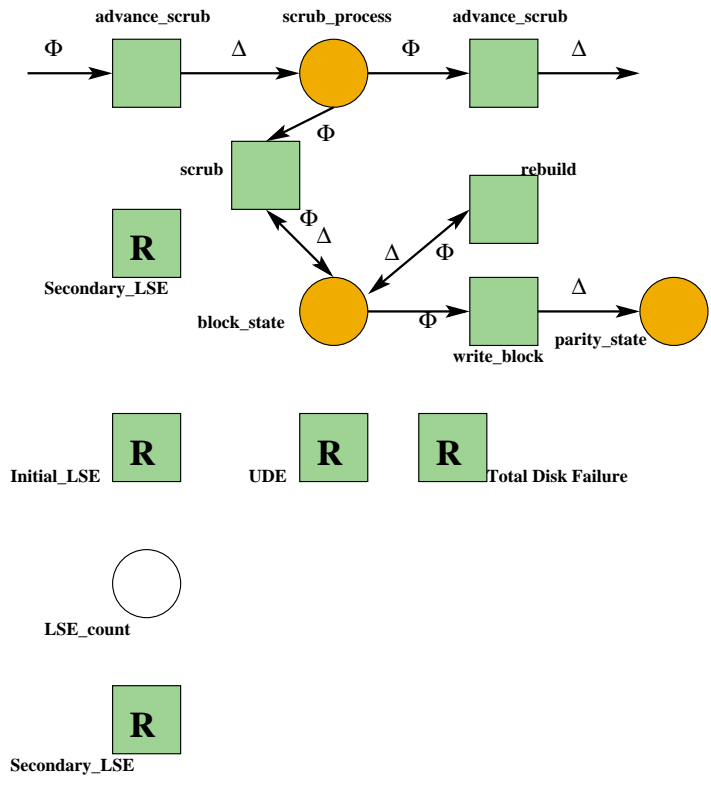 advance_scrub scrub_process advance_scrub
Φ Δ Φ Δ
Φ
scrub rebuild
Φ
Δ
R Δ Φ
Secondary_LSE
block_state Φ Δ
write_block parity_state
R R R
Initial_LSE UDE Total Disk Failure
LSE_count
R
Secondary_LSE